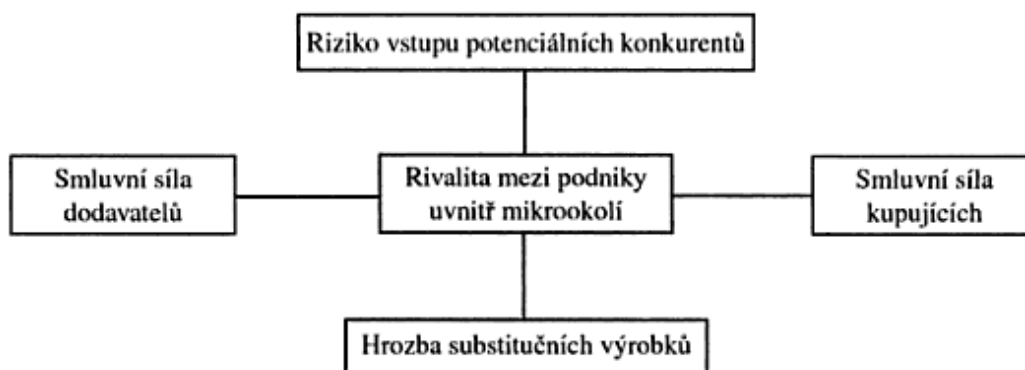 Riziko vstupu potenciálních konkurentů
Smluvní síla
dodavatelů
Rivalita mezi podniky
uvnitř mikrookolí
Smluvní síla
kupujících
Hrozba substitučních výrobků